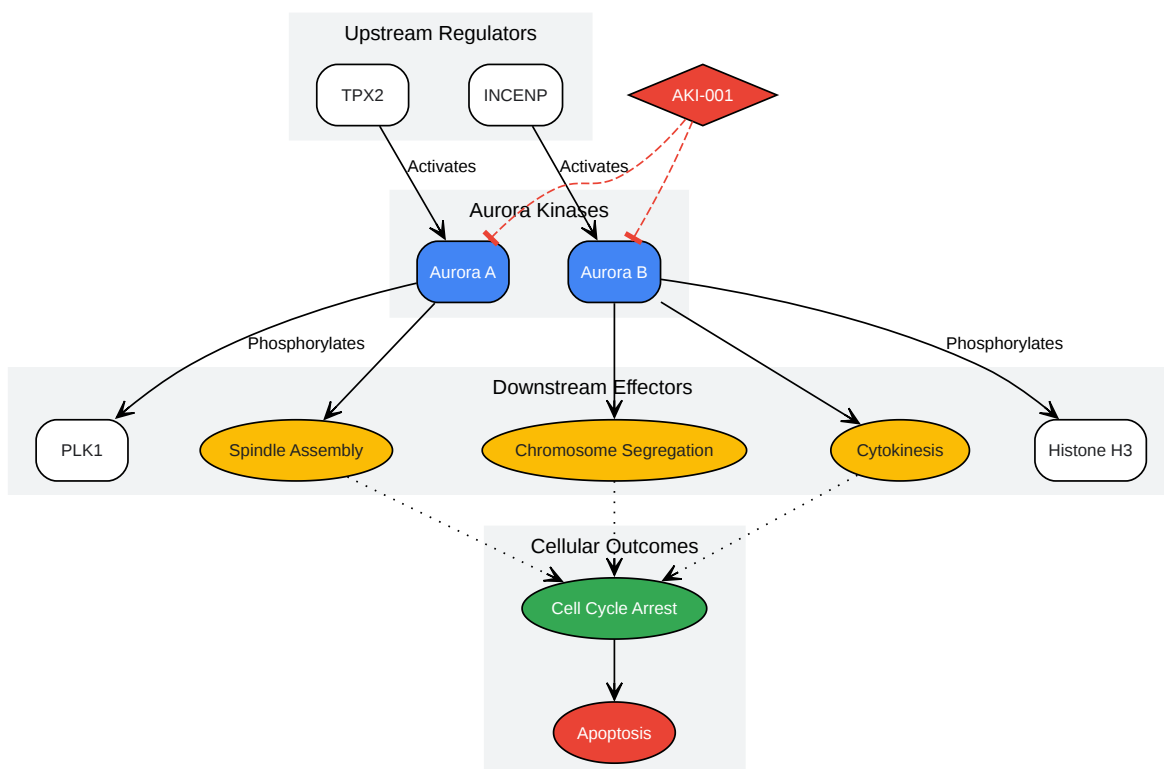 Upstream Regulators
TPX2
INCENP
AKI-001
Activates
Activates
Aurora Kinases
Aurora A
Aurora B
Phosphorylates
Phosphorylates
Downstream Effectors
PLK1
Spindle Assembly
Chromosome Segregation
Cytokinesis
Histone H3
Cellular Outcomes
Cell Cycle Arrest
Apoptosis